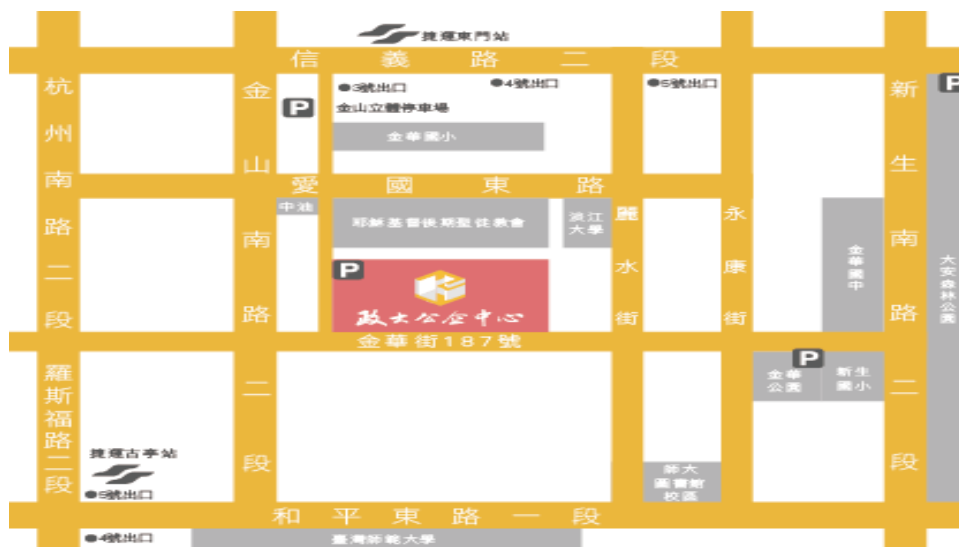 捷運東門站
信義路二段
杭州南路二段
金山南路二段
新生南路二段
P
●3號出口
●4號出口
●5號出口
P
金山立體停車場
金華國小
愛國東路
中油
耶穌基督後期聖徒教會
淡江
大學
麗水街
永康街
金華國中
大安森林公園
P
政大公企中心
金華街187號
P
金華
公園
新生
國小
羅斯福路二段
捷運古亭站
●5號出口
師大
圖書館
校區
和平東路一段
●4號出口
臺灣師範大學